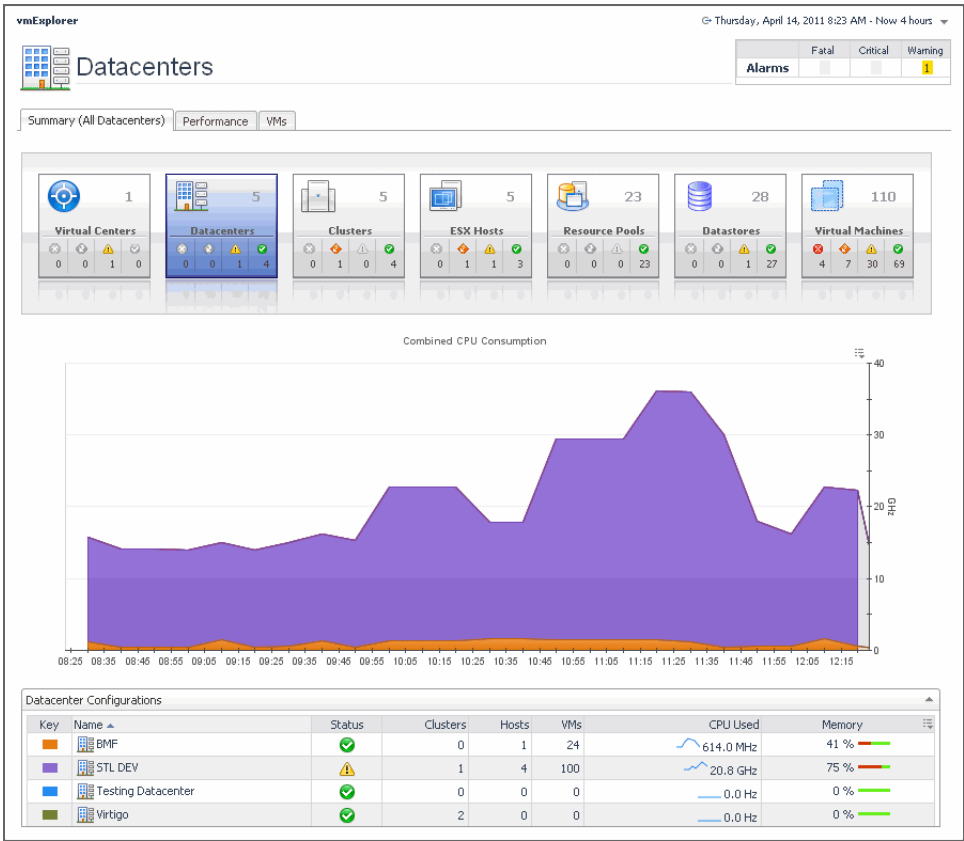 vmExplorer
Thursday, April 14, 2011 8:23 AM - Now 4 hours
Datacenters
Fatal Critical Warning
Alarms 1
Summary (All Datacenters) Performance VMs
1 5 5 5 23 28 110
Virtual Centers Datacenters Clusters ESX Hosts Resource Pools Datastores Virtual Machines
0 0 1 0 0 0 1 4 0 1 0 4 0 1 1 3 0 0 0 23 0 0 1 27 4 7 30 69
Combined CPU Consumption
40
30
20
GHz
10
0
08:25 08:35 08:45 08:55 09:05 09:15 09:25 09:35 09:45 09:55 10:05 10:15 10:25 10:35 10:45 10:55 11:05 11:15 11:25 11:35 11:45 11:55 12:05 12:15
Datacenter Configurations
Key Name Status Clusters Hosts VMs CPU Used Memory
BMF 0 1 24 614.0 MHz 41 %
STL DEV 1 4 100 20.8 GHz 75 %
Testing Datacenter 0 0 0 0.0 Hz 0 %
Virtigo 2 0 0 0.0 Hz 0 %